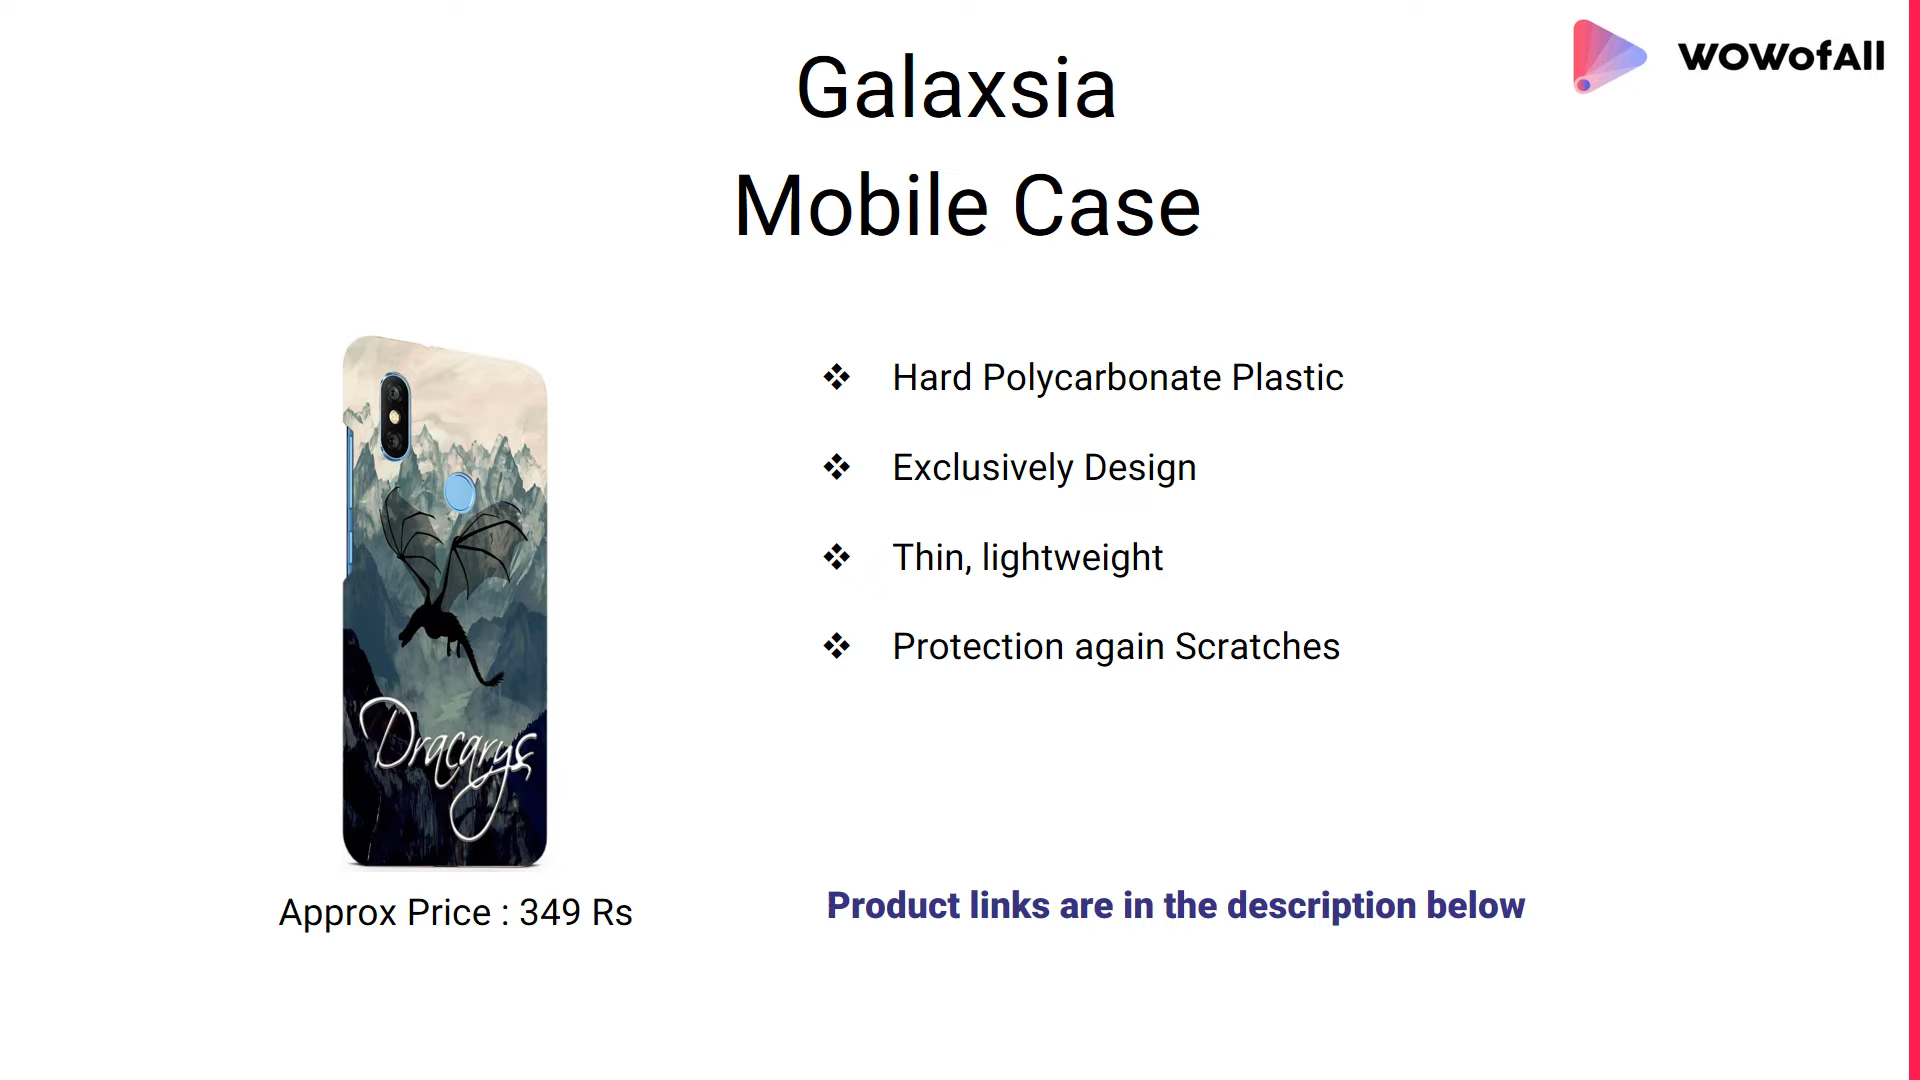 WOWofAll
Galaxsia
Mobile Case
❖ Hard Polycarbonate Plastic
❖ Exclusively Design
❖ Thin, lightweight
❖ Protection again Scratches
Dracarys
Approx Price : 349 Rs
Product links are in the description below